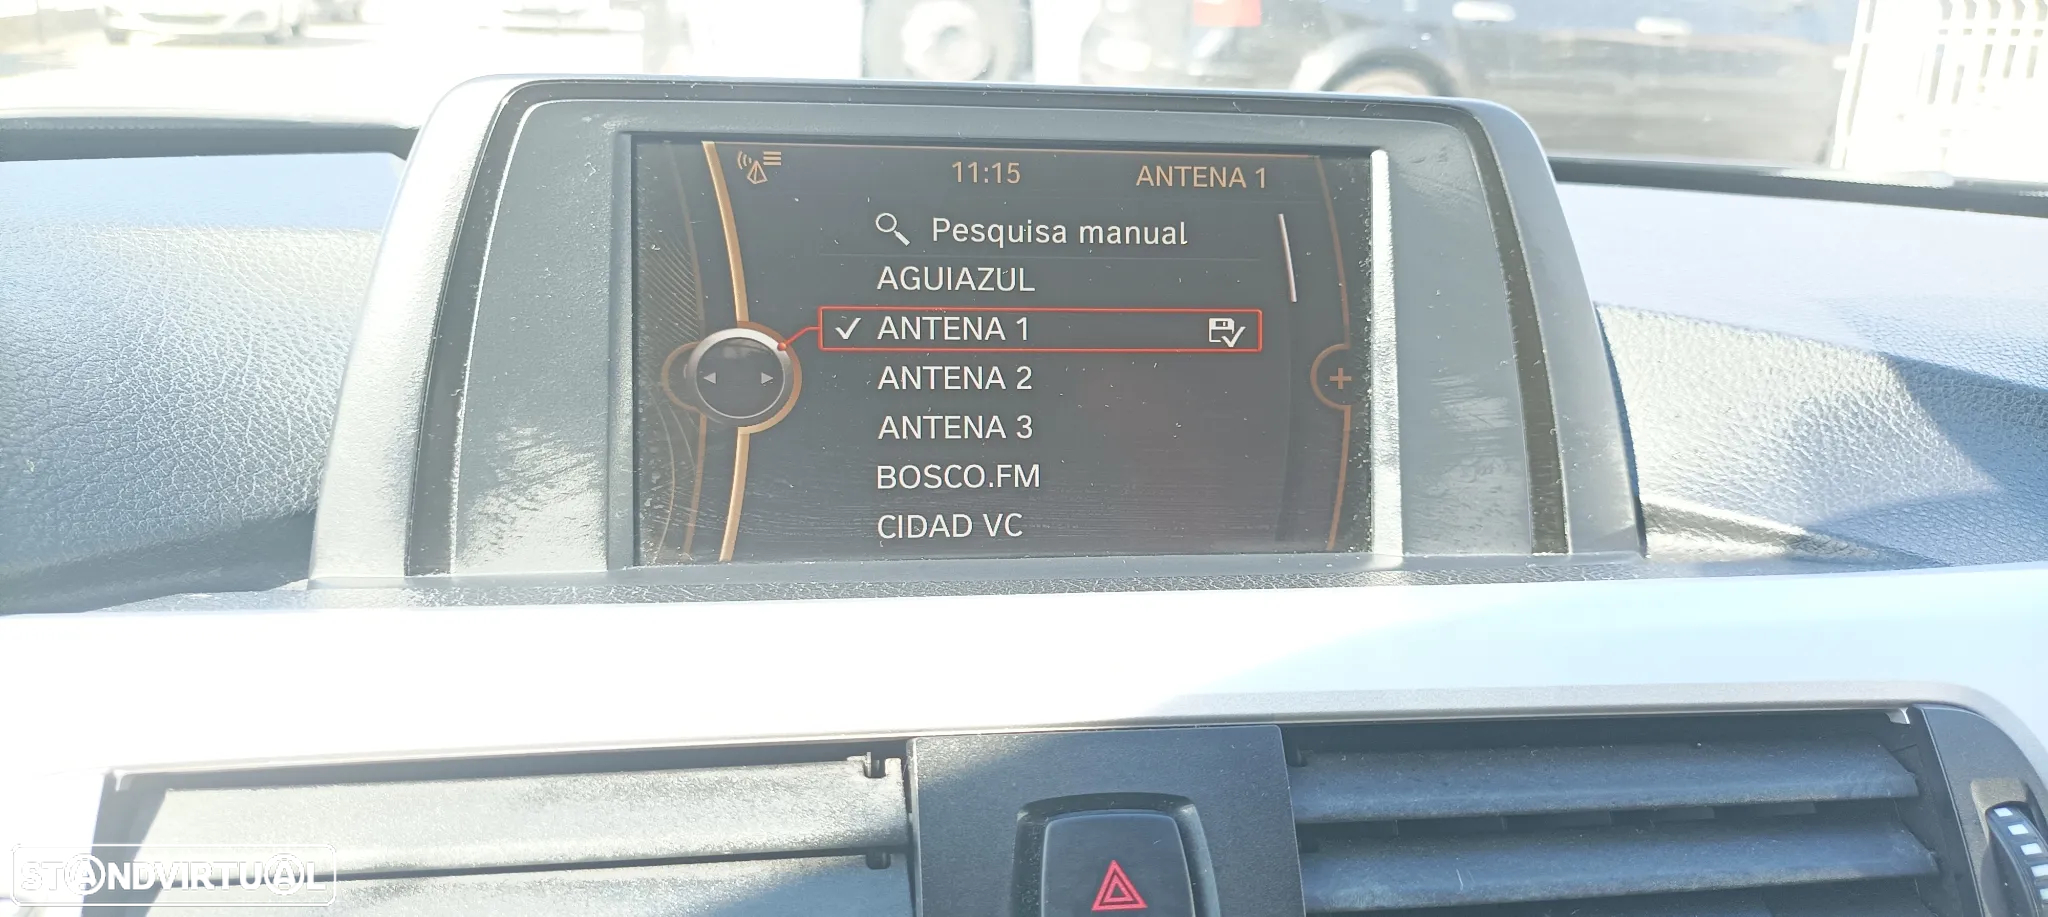 11:15 ANTENA 1
Pesquisa manual
AGUIAZUL
ANTENA 1
ANTENA 2
ANTENA 3
BOSCO.FM
CIDAD VC
STANDVIRTUAL